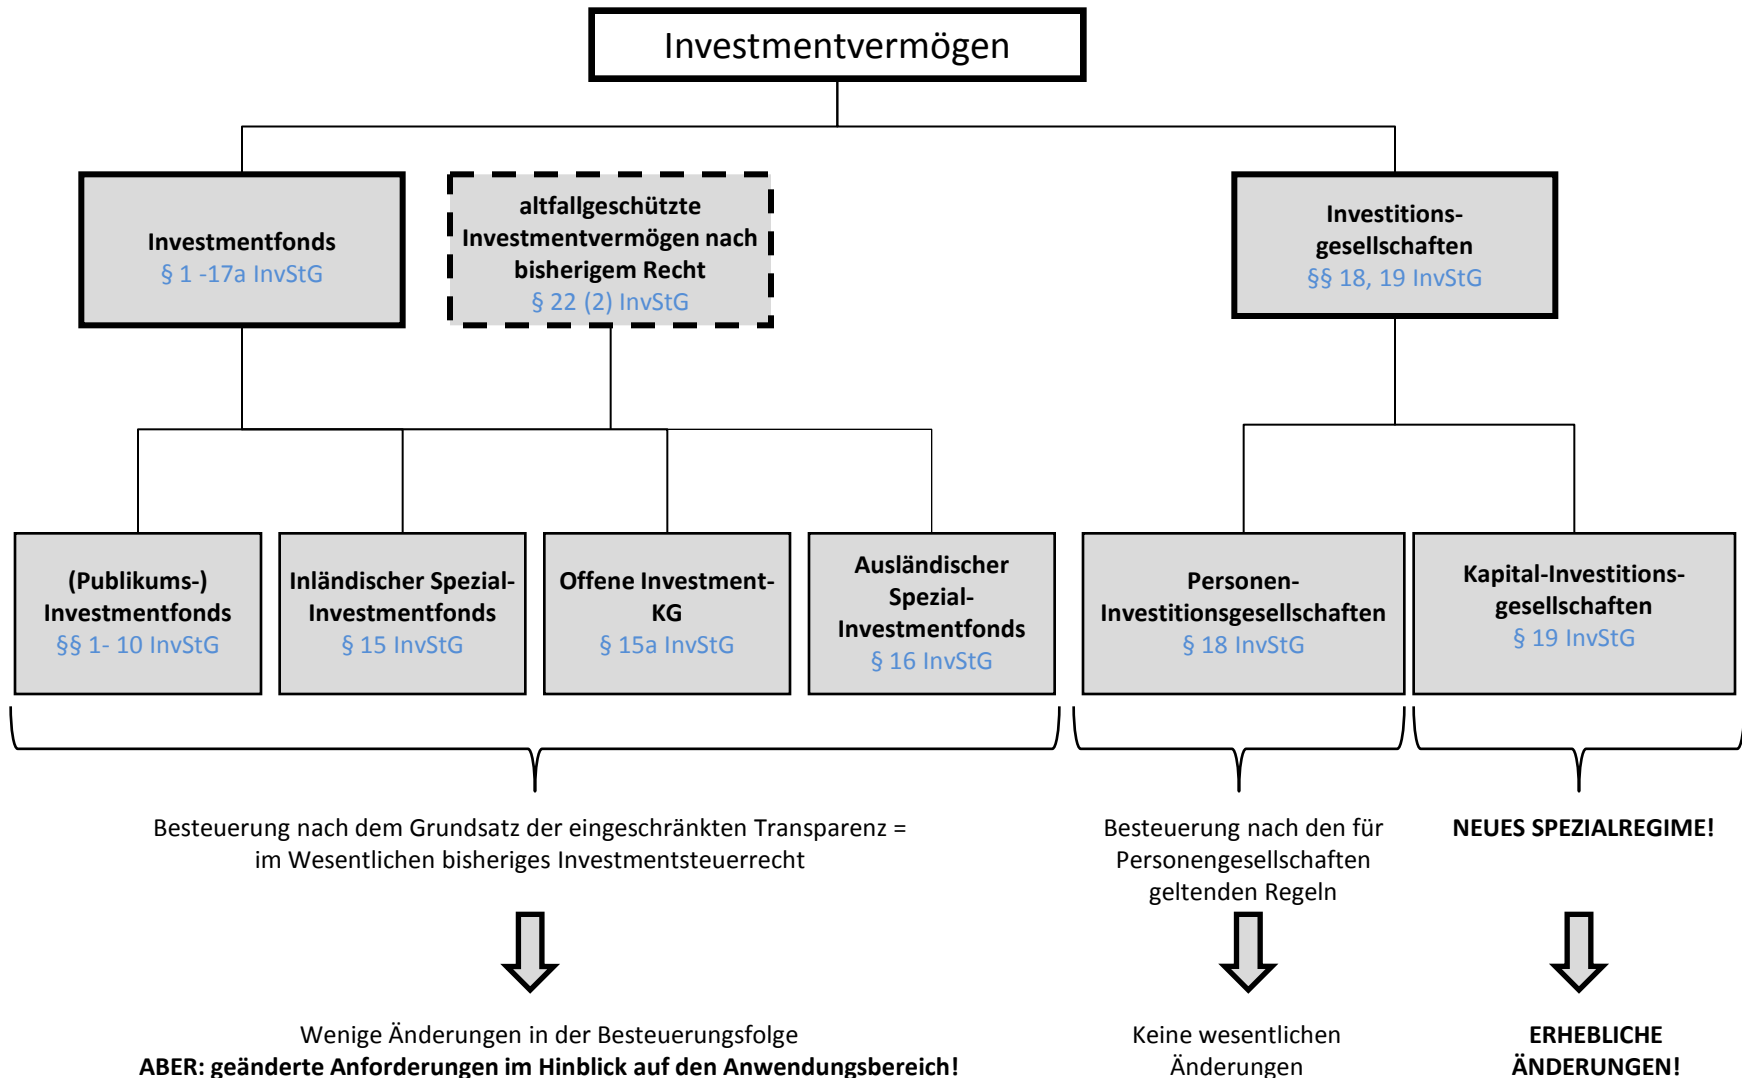 Investmentvermögen
Investmentfonds
§ 1 -17a InvStG
altfallgeschützte
Investmentvermögen nach
bisherigem Recht
§ 22 (2) InvStG
Investitions-
gesellschaften
§§ 18, 19 InvStG
(Publikums-)
Investmentfonds
§§ 1- 10 InvStG
Inländischer Spezial-
Investmentfonds
§ 15 InvStG
Offene Investment-
KG
§ 15a InvStG
Ausländischer
Spezial-
Investmentfonds
§ 16 InvStG
Personen-
Investitionsgesellschaften
§ 18 InvStG
Kapital-Investitions-
gesellschaften
§ 19 InvStG
Besteuerung nach dem Grundsatz der eingeschränkten Transparenz =
im Wesentlichen bisheriges Investmentsteuerrecht
Besteuerung nach den für
Personengesellschaften
geltenden Regeln
NEUES SPEZIALREGIME!
Wenige Änderungen in der Besteuerungsfolge
ABER: geänderte Anforderungen im Hinblick auf den Anwendungsbereich!
Keine wesentlichen
Änderungen
ERHEBLICHE
ÄNDERUNGEN!